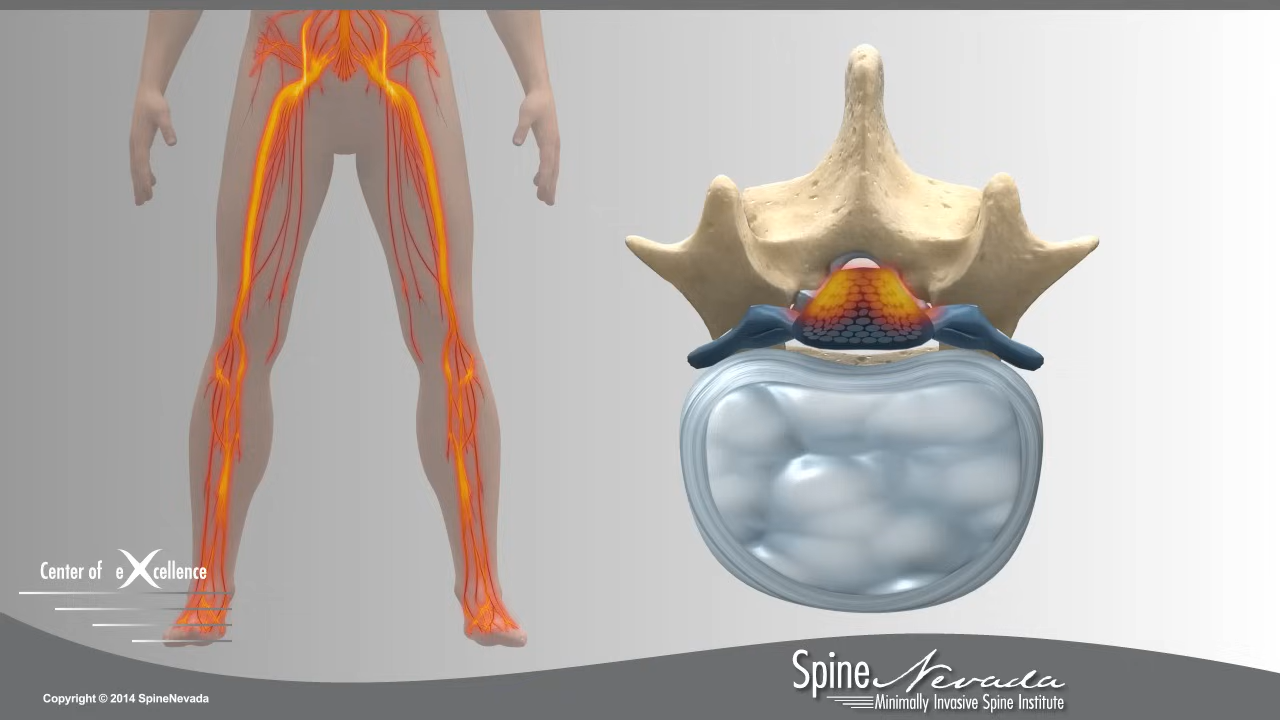 Center of eXcellence
Copyright © 2014 SpineNevada
Spine Nevada
Minimally Invasive Spine Institute